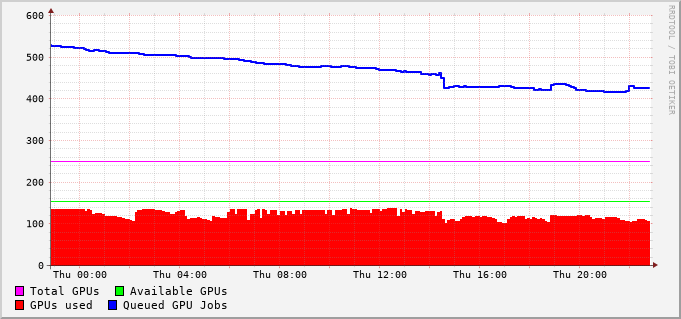 RRDTOOL / TOBI OETIKER
600
500
400
300
200
100
0
Thu 00:00 Thu 04:00 Thu 08:00 Thu 12:00 Thu 16:00 Thu 20:00
Total GPUs Available GPUs
GPUs used Queued GPU Jobs